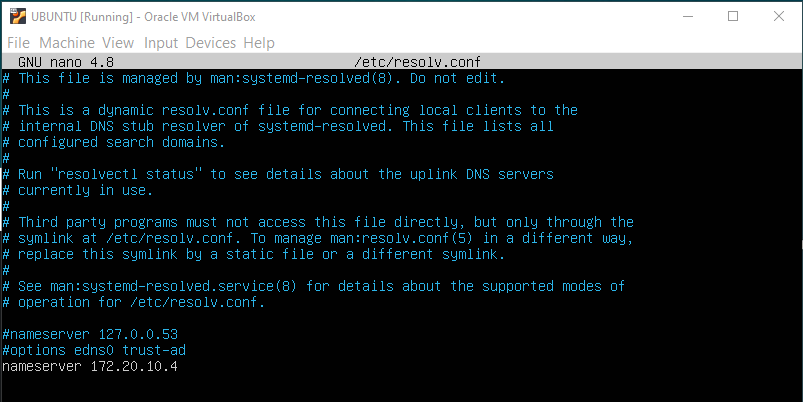 UBUNTU [Running] - Oracle VM VirtualBox
File Machine View Input Devices Help
GNU nano 4.8 /etc/resolv.conf
# This file is managed by man:systemd-resolved(8). Do not edit.
#
# This is a dynamic resolv.conf file for connecting local clients to the
# internal DNS stub resolver of systemd-resolved. This file lists all
# configured search domains.
#
# Run "resolvectl status" to see details about the uplink DNS servers
# currently in use.
#
# Third party programs must not access this file directly, but only through the
# symlink at /etc/resolv.conf. To manage man:resolv.conf(5) in a different way,
# replace this symlink by a static file or a different symlink.
#
# See man:systemd-resolved.service(8) for details about the supported modes of
# operation for /etc/resolv.conf.
#nameserver 127.0.0.53
#options edns0 trust-ad
nameserver 172.20.10.4